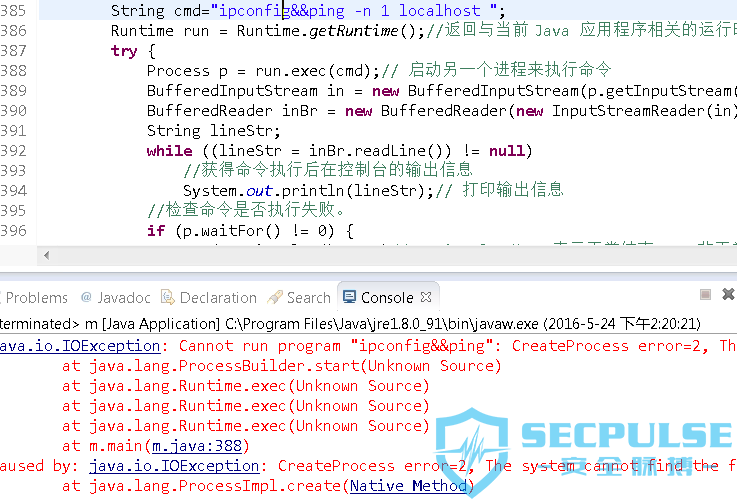 385 String cmd="ipconfig&&ping -n 1 localhost ";
386 Runtime run = Runtime.getRuntime();//返回与当前 Java 应用程序相关的运行
387 try {
388 Process p = run.exec(cmd);// 启动另一个进程来执行命令
389 BufferedInputStream in = new BufferedInputStream(p.getInputStream(
390 BufferedReader inBr = new BufferedReader(new InputStreamReader(in)
391 String lineStr;
392 while ((lineStr = inBr.readLine()) != null)
393 //获得命令执行后在控制台的输出信息
394 System.out.println(lineStr);// 打印输出信息
395 //检查命令是否执行失败。
396 if (p.waitFor() != 0) {
Problems @ Javadoc Declaration Search Console
terminated> m [Java Application] C:\Program Files\Java\jre1.8.0_91\bin\javaw.exe (2016-5-24 下午2:20:21)
ava.io.IOException: Cannot run program "ipconfig&&ping": CreateProcess error=2, Th
at java.lang.ProcessBuilder.start(Unknown Source)
at java.lang.Runtime.exec(Unknown Source)
at java.lang.Runtime.exec(Unknown Source)
at java.lang.Runtime.exec(Unknown Source)
at m.main(m.java:388)
aused by: java.io.IOException: CreateProcess error=2, The system cannot find the f
at java.lang.ProcessImpl.create(Native Method)
SECPULSE
安全脉搏